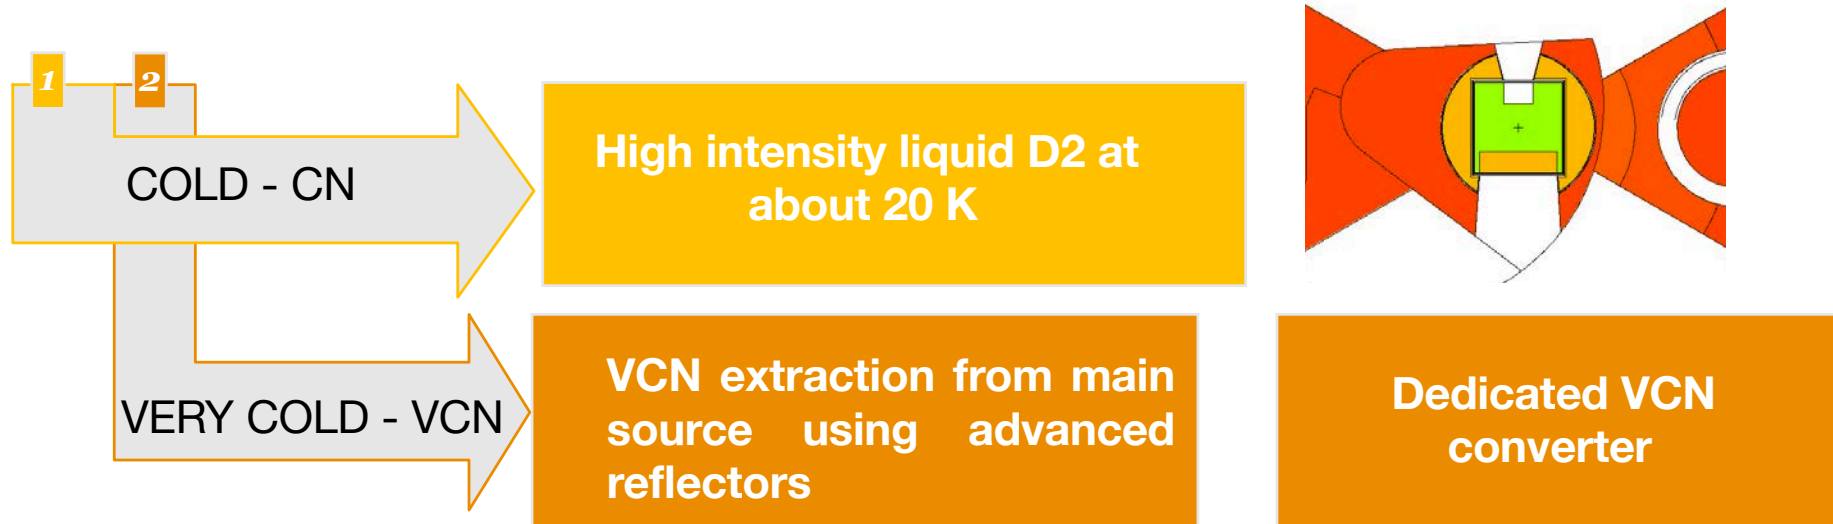 1
2
COLD - CN
High intensity liquid D2 at
about 20 K
VERY COLD - VCN
VCN extraction from main
source using advanced
reflectors
Dedicated VCN
converter